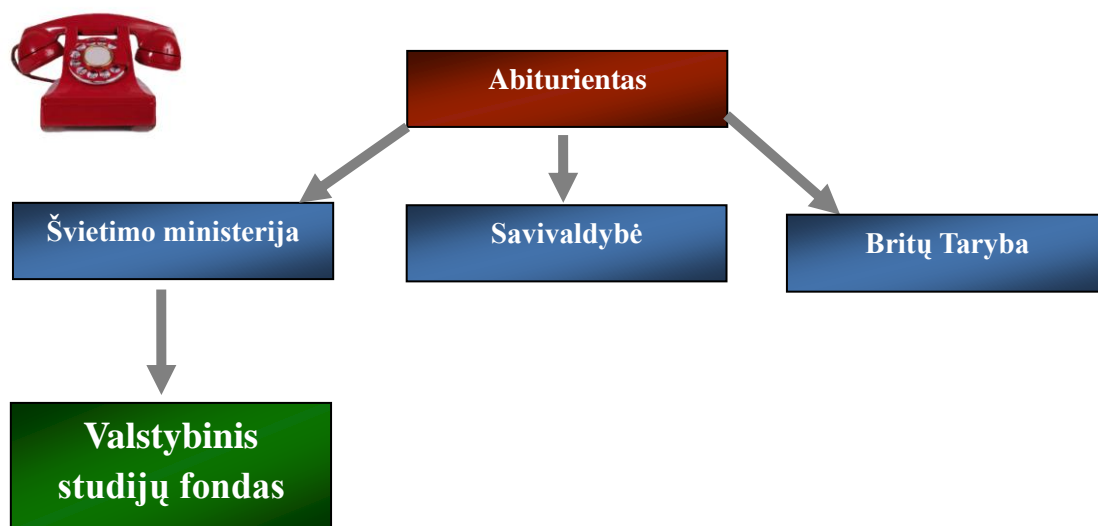 Abiturientas
Švietimo ministerija
Savivaldybė
Britų Taryba
Valstybinis
studijų fondas